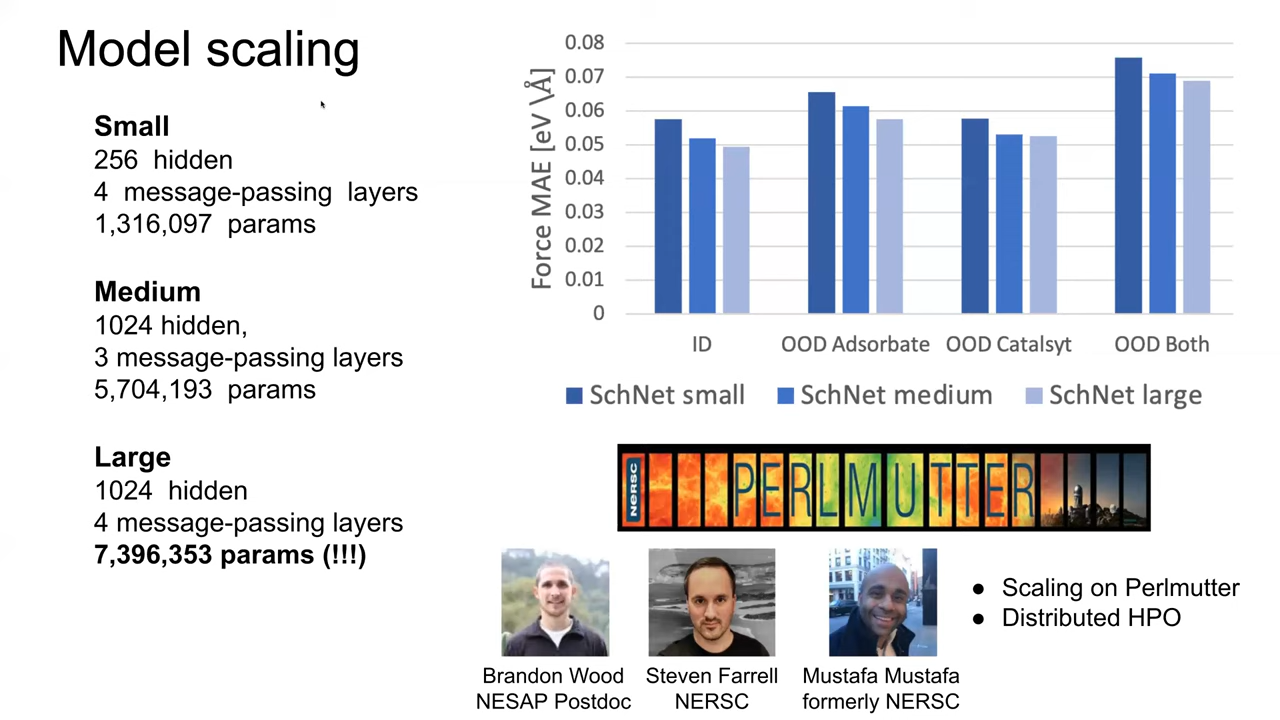 Model scaling
Small
256 hidden
4 message-passing layers
1,316,097 params
Medium
1024 hidden,
3 message-passing layers
5,704,193 params
Large
1024 hidden
4 message-passing layers
7,396,353 params (!!!)
Force MAE [eV \Å]
0.08
0.07
0.06
0.05
0.04
0.03
0.02
0.01
0
ID
OOD Adsorbate
OOD Catalsyt
OOD Both
SchNet small
SchNet medium
SchNet large
NERSC
PERLMUTTER
Brandon Wood
NESAP Postdoc
Steven Farrell
NERSC
Mustafa Mustafa
formerly NERSC
● Scaling on Perlmutter
● Distributed HPO